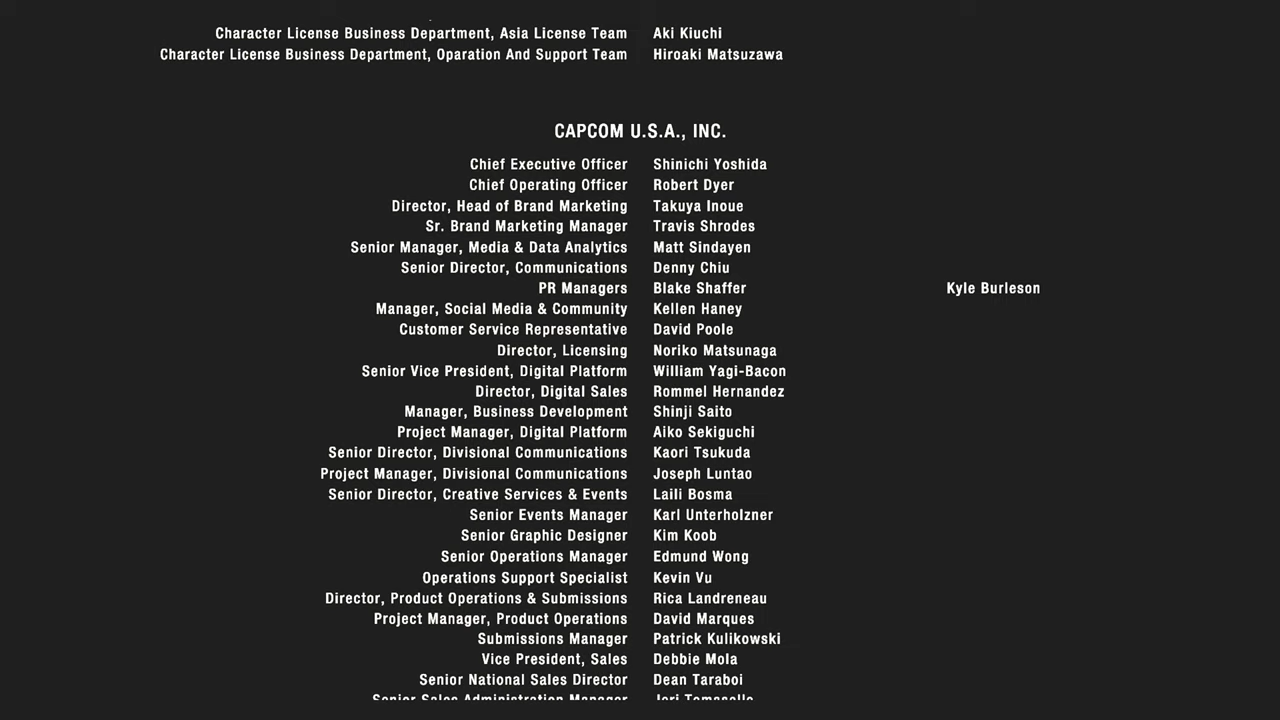 Character License Business Department, Asia License Team Aki Kiuchi
Character License Business Department, Oparation And Support Team Hiroaki Matsuzawa
CAPCOM U.S.A., INC.
Chief Executive Officer Shinichi Yoshida
Chief Operating Officer Robert Dyer
Director, Head of Brand Marketing Takuya Inoue
Sr. Brand Marketing Manager Travis Shrodes
Senior Manager, Media & Data Analytics Matt Sindayen
Senior Director, Communications Denny Chiu
PR Managers Blake Shaffer Kyle Burleson
Manager, Social Media & Community Kellen Haney
Customer Service Representative David Poole
Director, Licensing Noriko Matsunaga
Senior Vice President, Digital Platform William Yagi-Bacon
Director, Digital Sales Rommel Hernandez
Manager, Business Development Shinji Saito
Project Manager, Digital Platform Aiko Sekiguchi
Senior Director, Divisional Communications Kaori Tsukuda
Project Manager, Divisional Communications Joseph Luntao
Senior Director, Creative Services & Events Laili Bosma
Senior Events Manager Karl Unterholzner
Senior Graphic Designer Kim Koob
Senior Operations Manager Edmund Wong
Operations Support Specialist Kevin Vu
Director, Product Operations & Submissions Rica Landreneau
Project Manager, Product Operations David Marques
Submissions Manager Patrick Kulikowski
Vice President, Sales Debbie Mola
Senior National Sales Director Dean Taraboi
Senior Sales Administration Manager